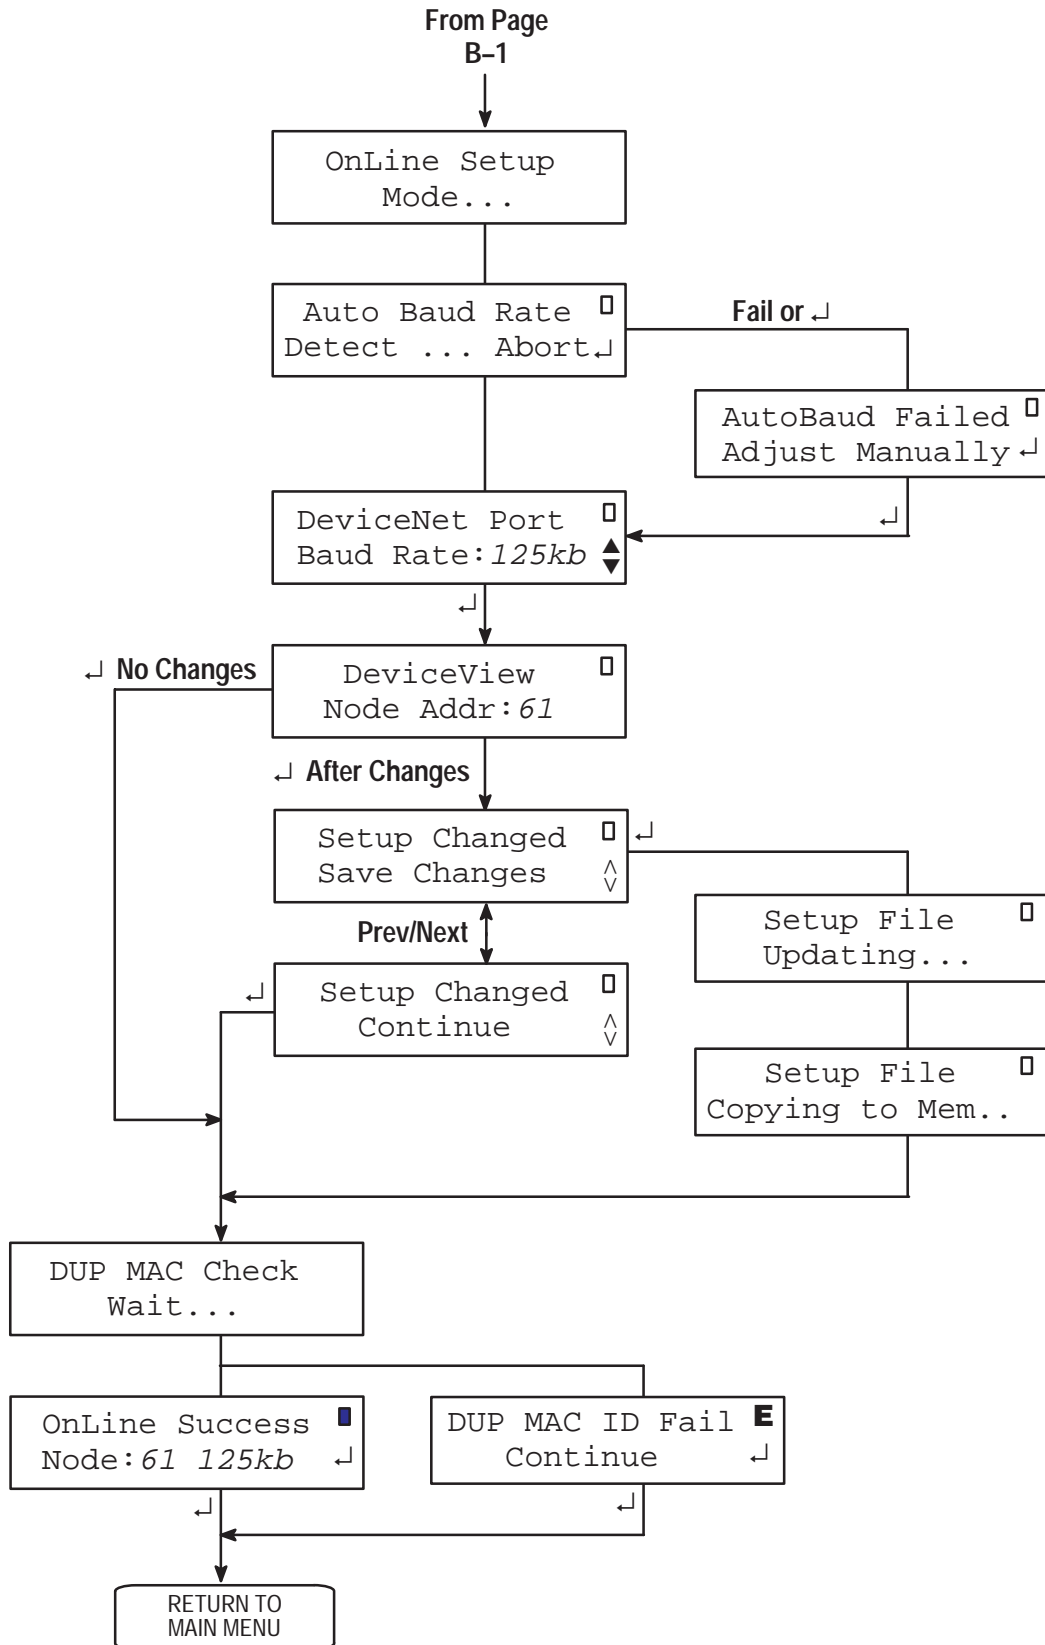 From Page
B–1
OnLine Setup
Mode...
Auto Baud Rate
Detect ... Abort↵
Fail or ↵
AutoBaud Failed
Adjust Manually ↵
↵
DeviceNet Port
Baud Rate:125kb ▲▼
↵
↵ No Changes
DeviceView
Node Addr:61
↵ After Changes
Setup Changed
Save Changes
↵
Setup File
Updating...
Prev/Next
Setup Changed
Continue
↵
Setup File
Copying to Mem..
DUP MAC Check
Wait...
OnLine Success
Node:61 125kb ↵
↵
DUP MAC ID Fail E
Continue ↵
↵
RETURN TO
MAIN MENU